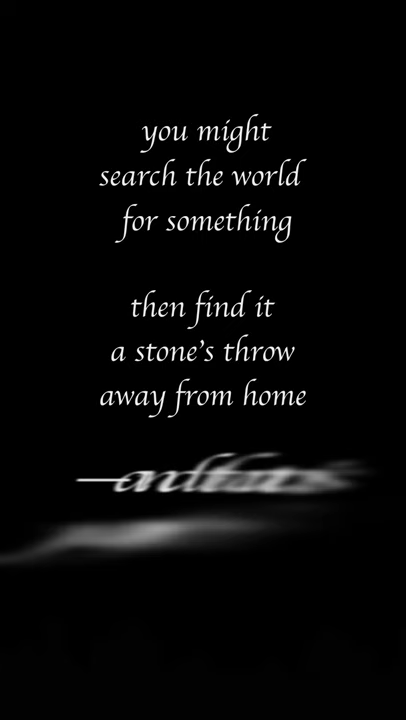 you might
search the world
for something
then find it
a stone's throw
away from home